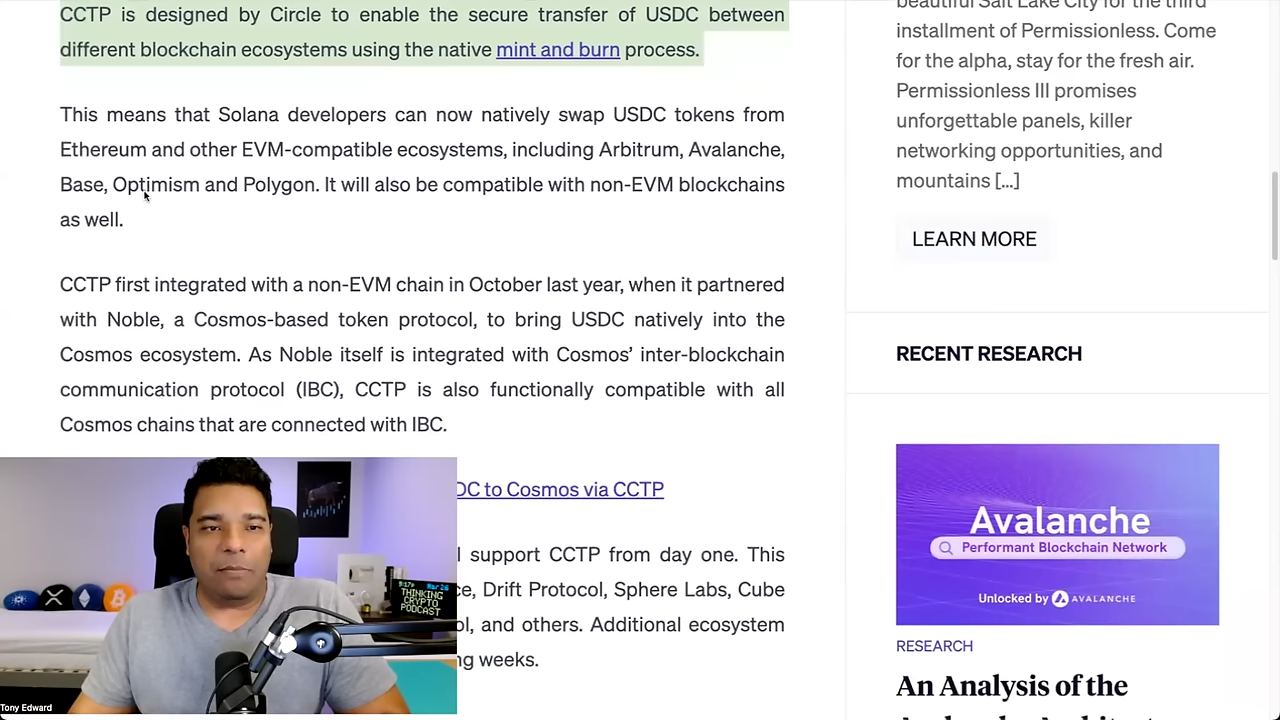 CCTP is designed by Circle to enable the secure transfer of USDC between
different blockchain ecosystems using the native mint and burn process.
This means that Solana developers can now natively swap USDC tokens from
Ethereum and other EVM-compatible ecosystems, including Arbitrum, Avalanche,
Base, Optimism and Polygon. It will also be compatible with non-EVM blockchains
as well.
CCTP first integrated with a non-EVM chain in October last year, when it partnered
with Noble, a Cosmos-based token protocol, to bring USDC natively into the
Cosmos ecosystem. As Noble itself is integrated with Cosmos’ inter-blockchain
communication protocol (IBC), CCTP is also functionally compatible with all
Cosmos chains that are connected with IBC.
DC to Cosmos via CCTP
l support CCTP from day one. This
ce, Drift Protocol, Sphere Labs, Cube
ol, and others. Additional ecosystem
ng weeks.
THINKING
CRYPTO
PODCAST
Tony Edward
beautiful Salt Lake City for the third
installment of Permissionless. Come
for the alpha, stay for the fresh air.
Permissionless III promises
unforgettable panels, killer
networking opportunities, and
mountains [...]
LEARN MORE
RECENT RESEARCH
Avalanche
Performant Blockchain Network
Unlocked by AVALANCHE
RESEARCH
An Analysis of the